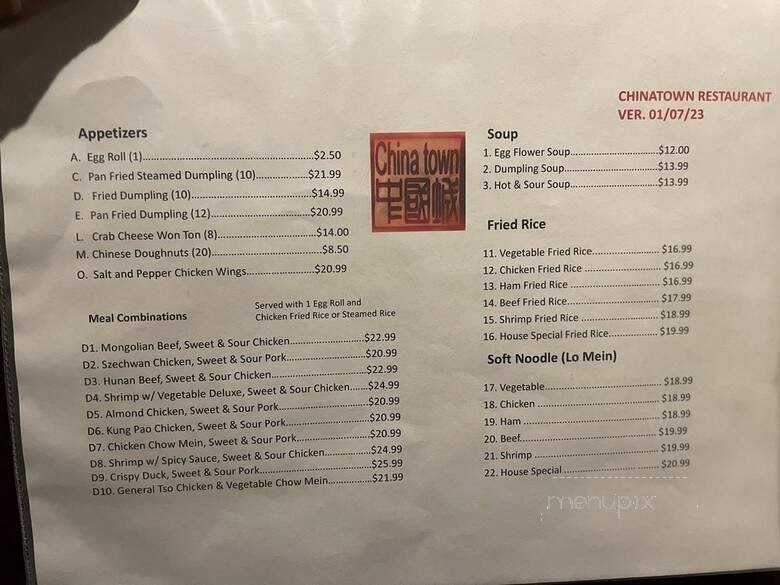 CHINATOWN RESTAURANT
VER. 01/07/23
Appetizers
A. Egg Roll (1)..........$2.50
C. Pan Fried Steamed Dumpling (10)..........$21.99
D. Fried Dumpling (10)..........$14.99
E. Pan Fried Dumpling (12)..........$20.99
L. Crab Cheese Won Ton (8)..........$14.00
M. Chinese Doughnuts (20)..........$8.50
O. Salt and Pepper Chicken Wings..........$20.99
China town
中國城
Meal Combinations
Served with 1 Egg Roll and
Chicken Fried Rice or Steamed Rice
D1. Mongolian Beef, Sweet & Sour Chicken..........$22.99
D2. Szechwan Chicken, Sweet & Sour Pork..........$20.99
D3. Hunan Beef, Sweet & Sour Chicken..........$22.99
D4. Shrimp w/ Vegetable Deluxe, Sweet & Sour Chicken..........$24.99
D5. Almond Chicken, Sweet & Sour Pork..........$20.99
D6. Kung Pao Chicken, Sweet & Sour Pork..........$20.99
D7. Chicken Chow Mein, Sweet & Sour Pork..........$20.99
D8. Shrimp w/ Spicy Sauce, Sweet & Sour Chicken..........$24.99
D9. Crispy Duck, Sweet & Sour Pork..........$25.99
D10. General Tso Chicken & Vegetable Chow Mein..........$21.99
Soup
1. Egg Flower Soup..........$12.00
2. Dumpling Soup..........$13.99
3. Hot & Sour Soup..........$13.99
Fried Rice
11. Vegetable Fried Rice..........$16.99
12. Chicken Fried Rice..........$16.99
13. Ham Fried Rice..........$16.99
14. Beef Fried Rice..........$17.99
15. Shrimp Fried Rice..........$18.99
16. House Special Fried Rice..........$19.99
Soft Noodle (Lo Mein)
17. Vegetable..........$18.99
18. Chicken..........$18.99
19. Ham..........$18.99
20. Beef..........$19.99
21. Shrimp..........$19.99
22. House Special..........$20.99
menupix